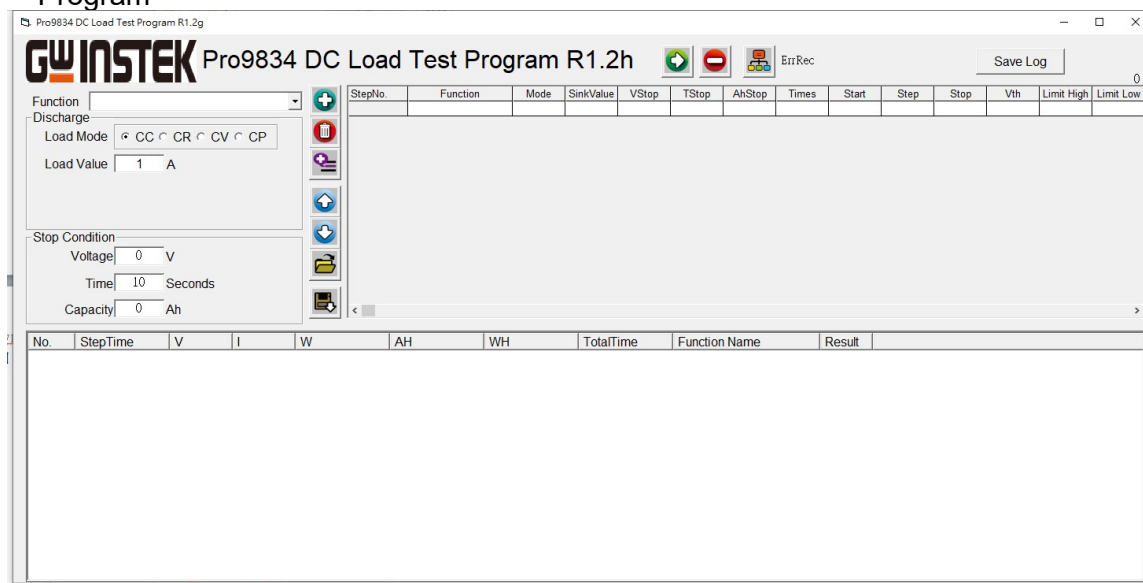 Program
Pro9834 DC Load Test Program R1.2g
GWINSTEK Pro9834 DC Load Test Program R1.2h ErrRec Save Log
0
Function
StepNo. Function Mode SinkValue VStop TStop AhStop Times Start Step Stop Vth Limit High Limit Low
Discharge
Load Mode CC CR CV CP
Load Value 1 A
Stop Condition
Voltage 0 V
Time 10 Seconds
Capacity 0 Ah
No. StepTime V I W AH WH TotalTime Function Name Result